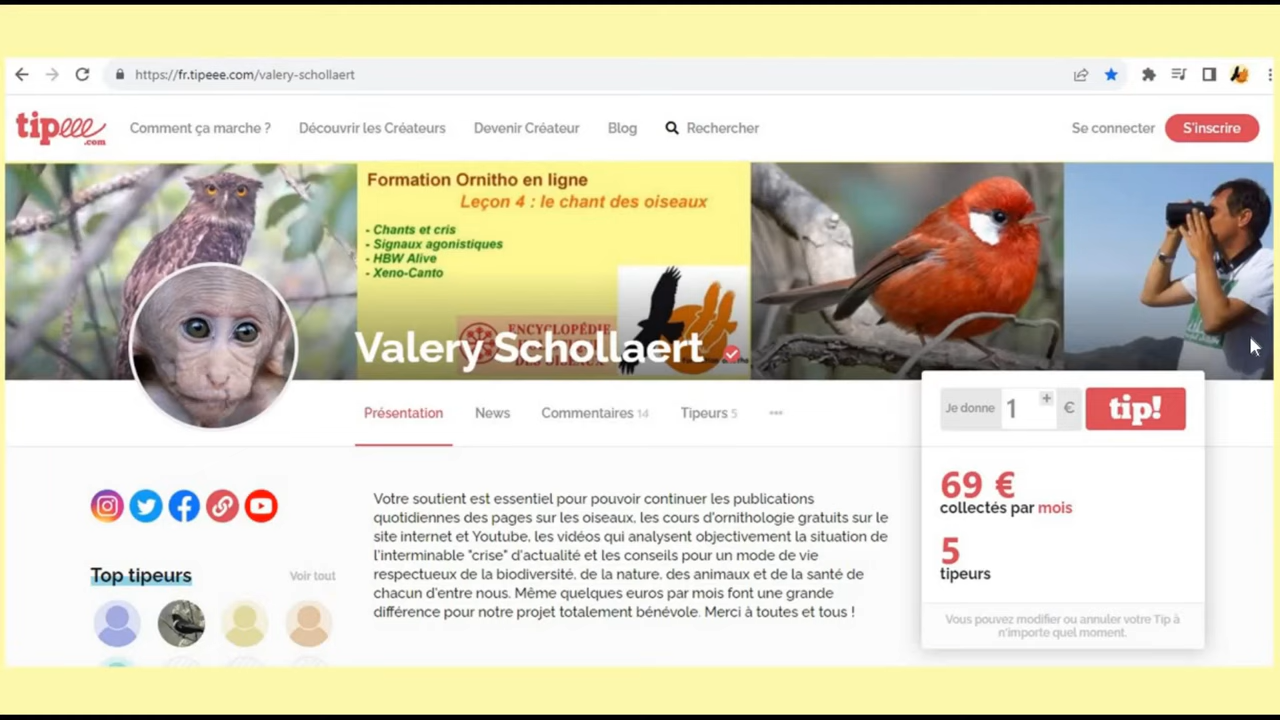 https://fr.tipeee.com/valery-schollaert
tipeee.com
Comment ça marche ?
Découvrir les Créateurs
Devenir Créateur
Blog
Rechercher
Se connecter
S'inscrire
Formation Ornitho en ligne
Leçon 4 : le chant des oiseaux
- Chants et cris
- Signaux agonistiques
- HBW Alive
- Xeno-Canto
ENCYCLOPÉDIE
DES OISEAUX
Valery Schollaert
Présentation
News
Commentaires 14
Tipeurs 5
Je donne 1 + €
tip!
69 €
collectés par mois
5
tipeurs
Vous pouvez modifier ou annuler votre Tip à
n'importe quel moment.
Votre soutient est essentiel pour pouvoir continuer les publications
quotidiennes des pages sur les oiseaux, les cours d'ornithologie gratuits sur le
site internet et Youtube, les vidéos qui analysent objectivement la situation de
l'interminable "crise" d'actualité et les conseils pour un mode de vie
respectueux de la biodiversité, de la nature, des animaux et de la santé de
chacun d'entre nous. Même quelques euros par mois font une grande
différence pour notre projet totalement bénévole. Merci à toutes et tous !
Top tipeurs
Voir tout